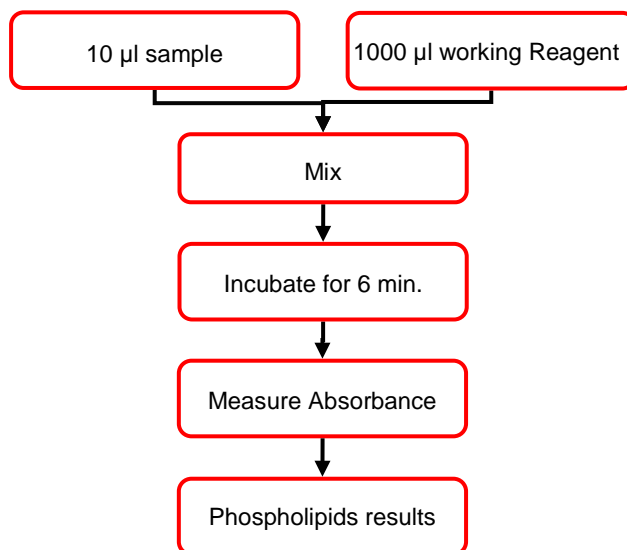 10 µl sample
1000 µl working Reagent
Mix
Incubate for 6 min.
Measure Absorbance
Phospholipids results